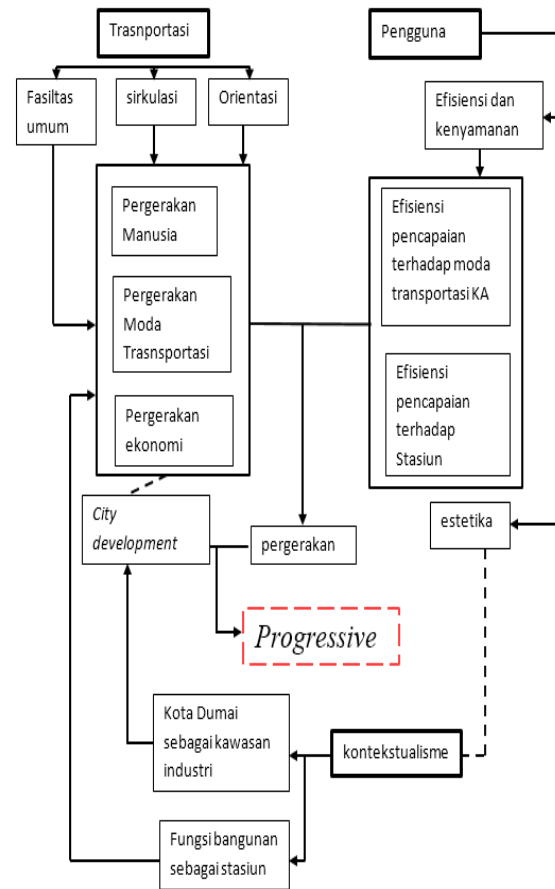 Trasnportasi
Pengguna
Fasiltas
umum
sirkulasi
Orientasi
Efisiensi dan
kenyamanan
Pergerakan
Manusia
Pergerakan
Moda
Trasnportasi
Pergerakan
ekonomi
Efisiensi
pencapaian
terhadap moda
transportasi KA
Efisiensi
pencapaian
terhadap
Stasiun
City
development
pergerakan
estetika
Progressive
Kota Dumai
sebagai kawasan
industri
kontekstualisme
Fungsi bangunan
sebagai stasiun